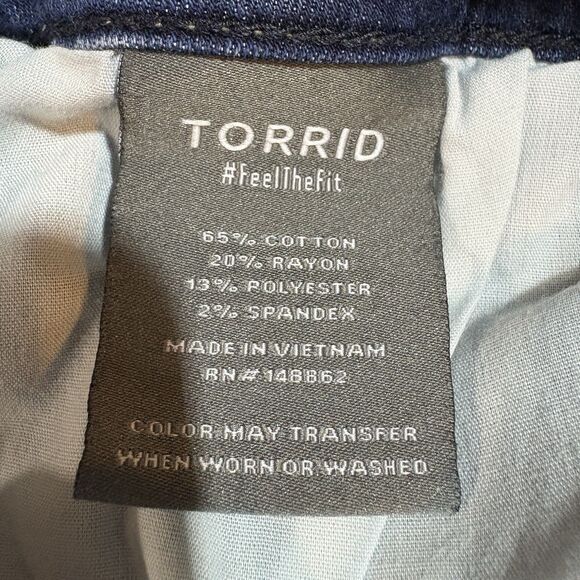 TORRID
#FeelTheFit
65% COTTON
20% RAYON
13% POLYESTER
2% SPANDEX
MADE IN VIETNAM
RN# 148862
COLOR MAY TRANSFER
WHEN WORN OR WASHED